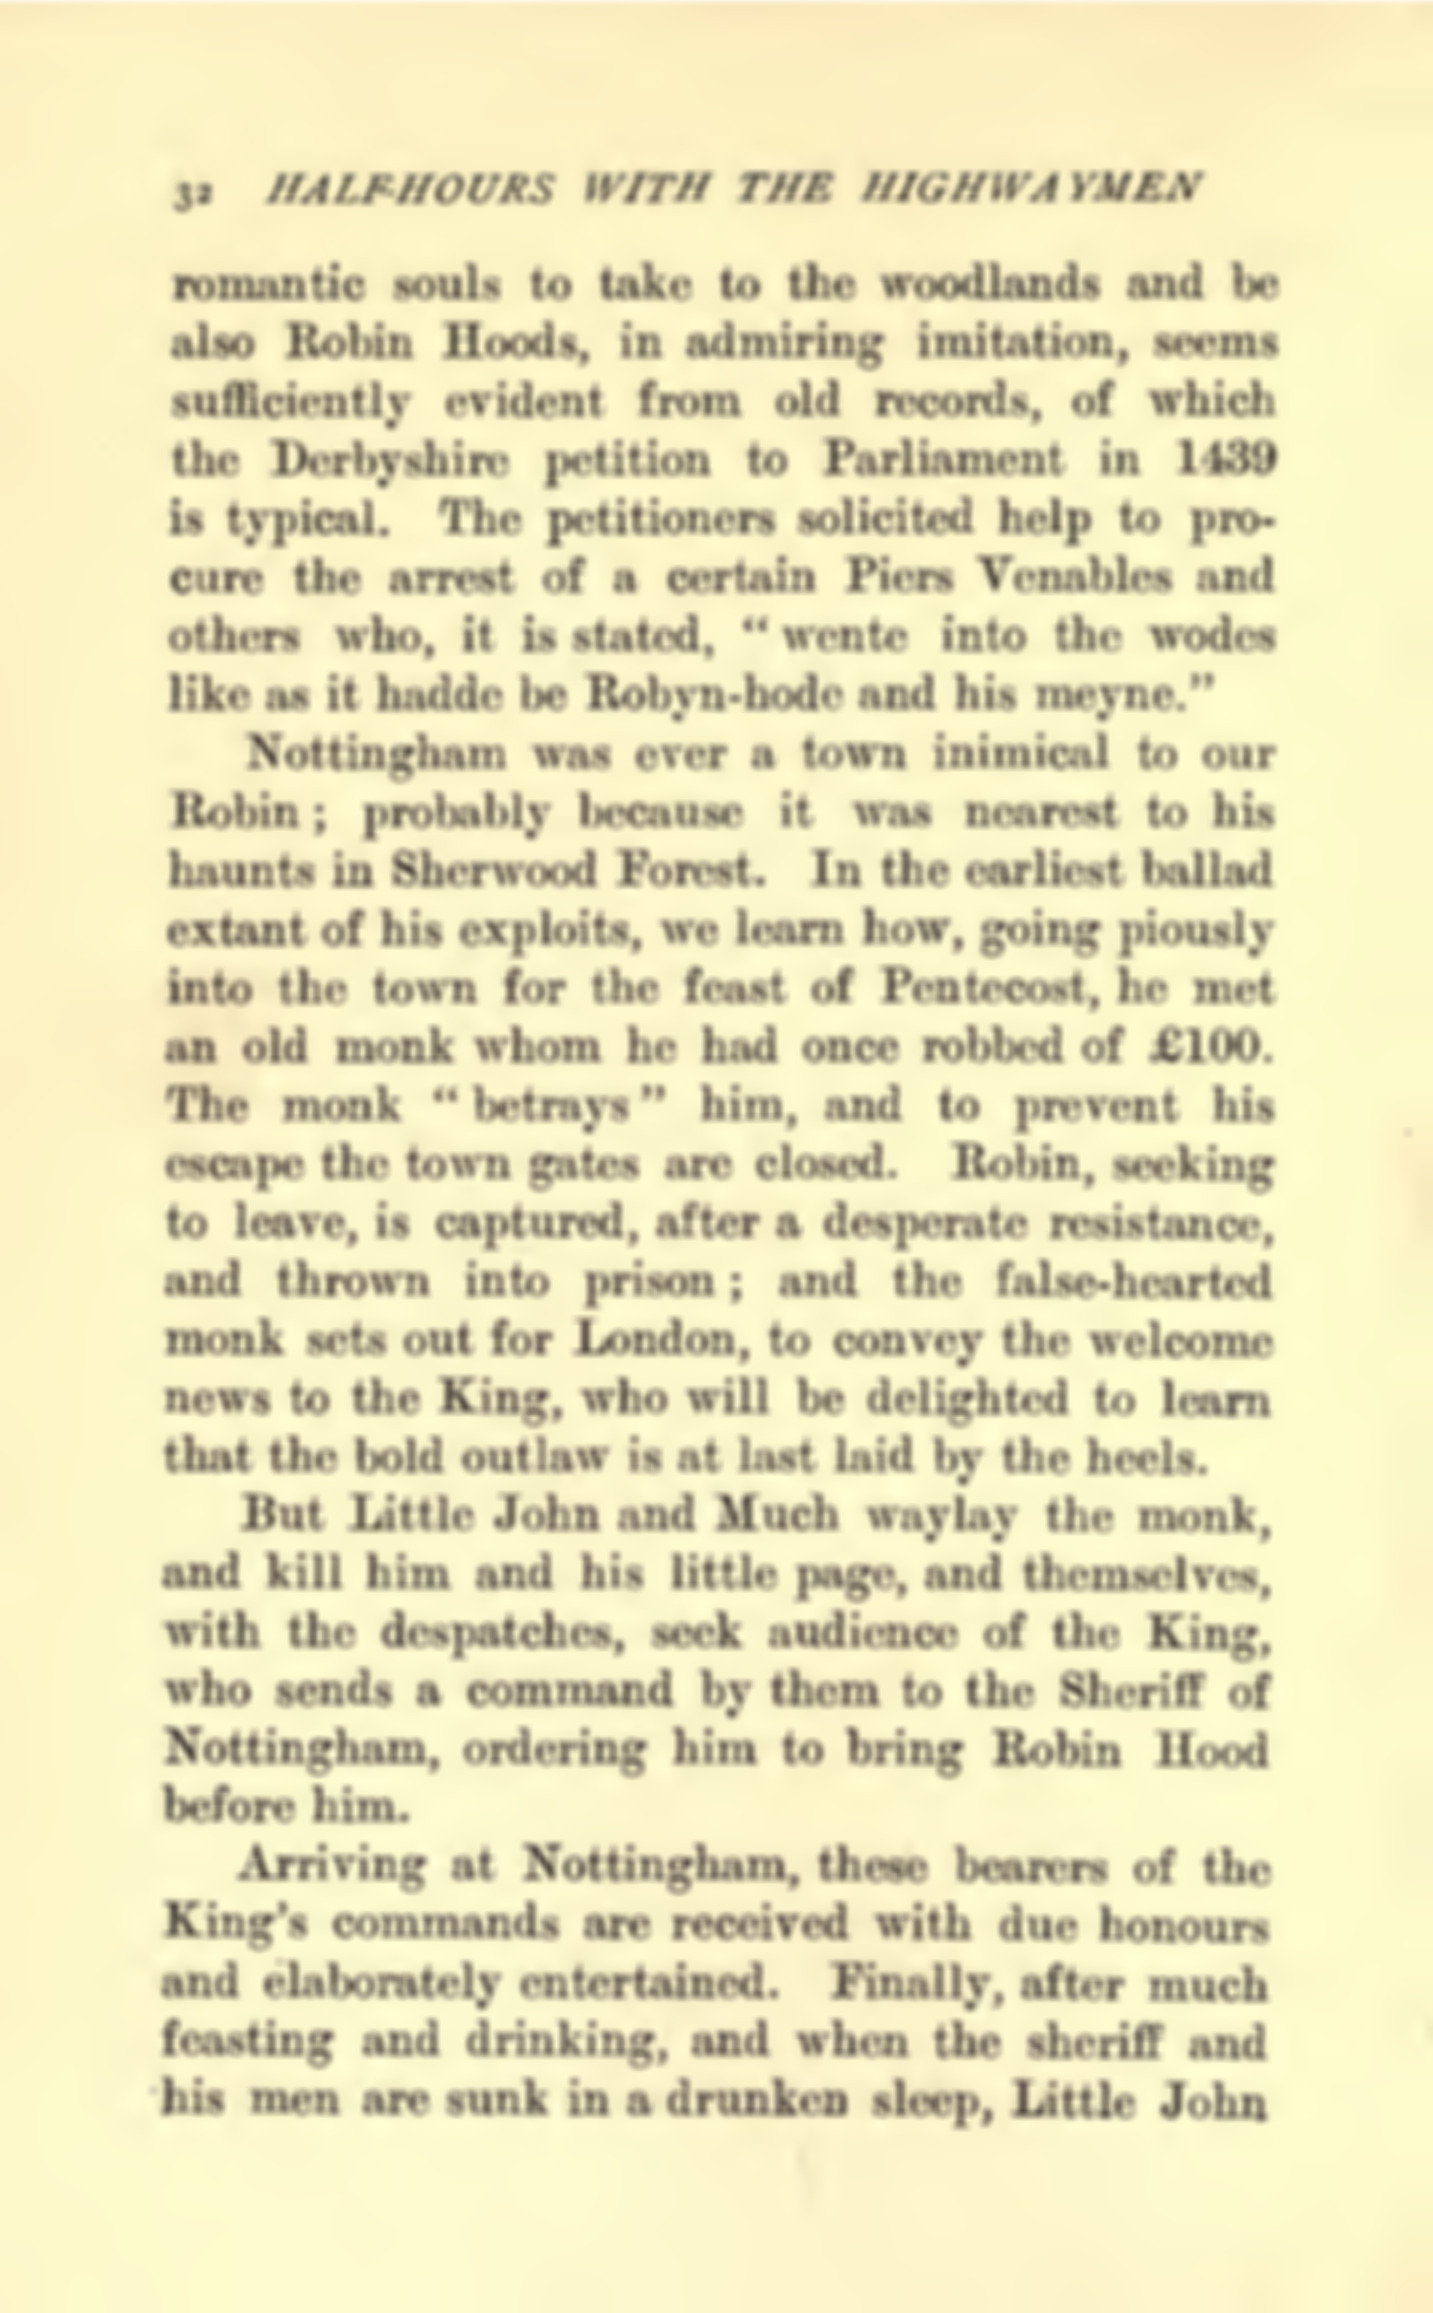 32 HALF-HOURS WITH THE HIGHWAYMEN
romantic souls to take to the woodlands and be
also Robin Hoods, in admiring imitation, seems
sufficiently evident from old records, of which
the Derbyshire petition to Parliament in 1439
is typical. The petitioners solicited help to pro-
cure the arrest of a certain Piers Venables and
others who, it is stated, “ wente into the wodes
like as it hadde be Robyn-hode and his meyne.”
Nottingham was ever a town inimical to our
Robin ; probably because it was nearest to his
haunts in Sherwood Forest. In the earliest ballad
extant of his exploits, we learn how, going piously
into the town for the feast of Pentecost, he met
an old monk whom he had once robbed of £100.
The monk “ betrays ” him, and to prevent his
escape the town gates are closed. Robin, seeking
to leave, is captured, after a desperate resistance,
and thrown into prison ; and the false-hearted
monk sets out for London, to convey the welcome
news to the King, who will be delighted to learn
that the bold outlaw is at last laid by the heels.
But Little John and Much waylay the monk,
and kill him and his little page, and themselves,
with the despatches, seek audience of the King,
who sends a command by them to the Sheriff of
Nottingham, ordering him to bring Robin Hood
before him.
Arriving at Nottingham, these bearers of the
King’s commands are received with due honours
and elaborately entertained. Finally, after much
feasting and drinking, and when the sheriff and
his men are sunk in a drunken sleep, Little John